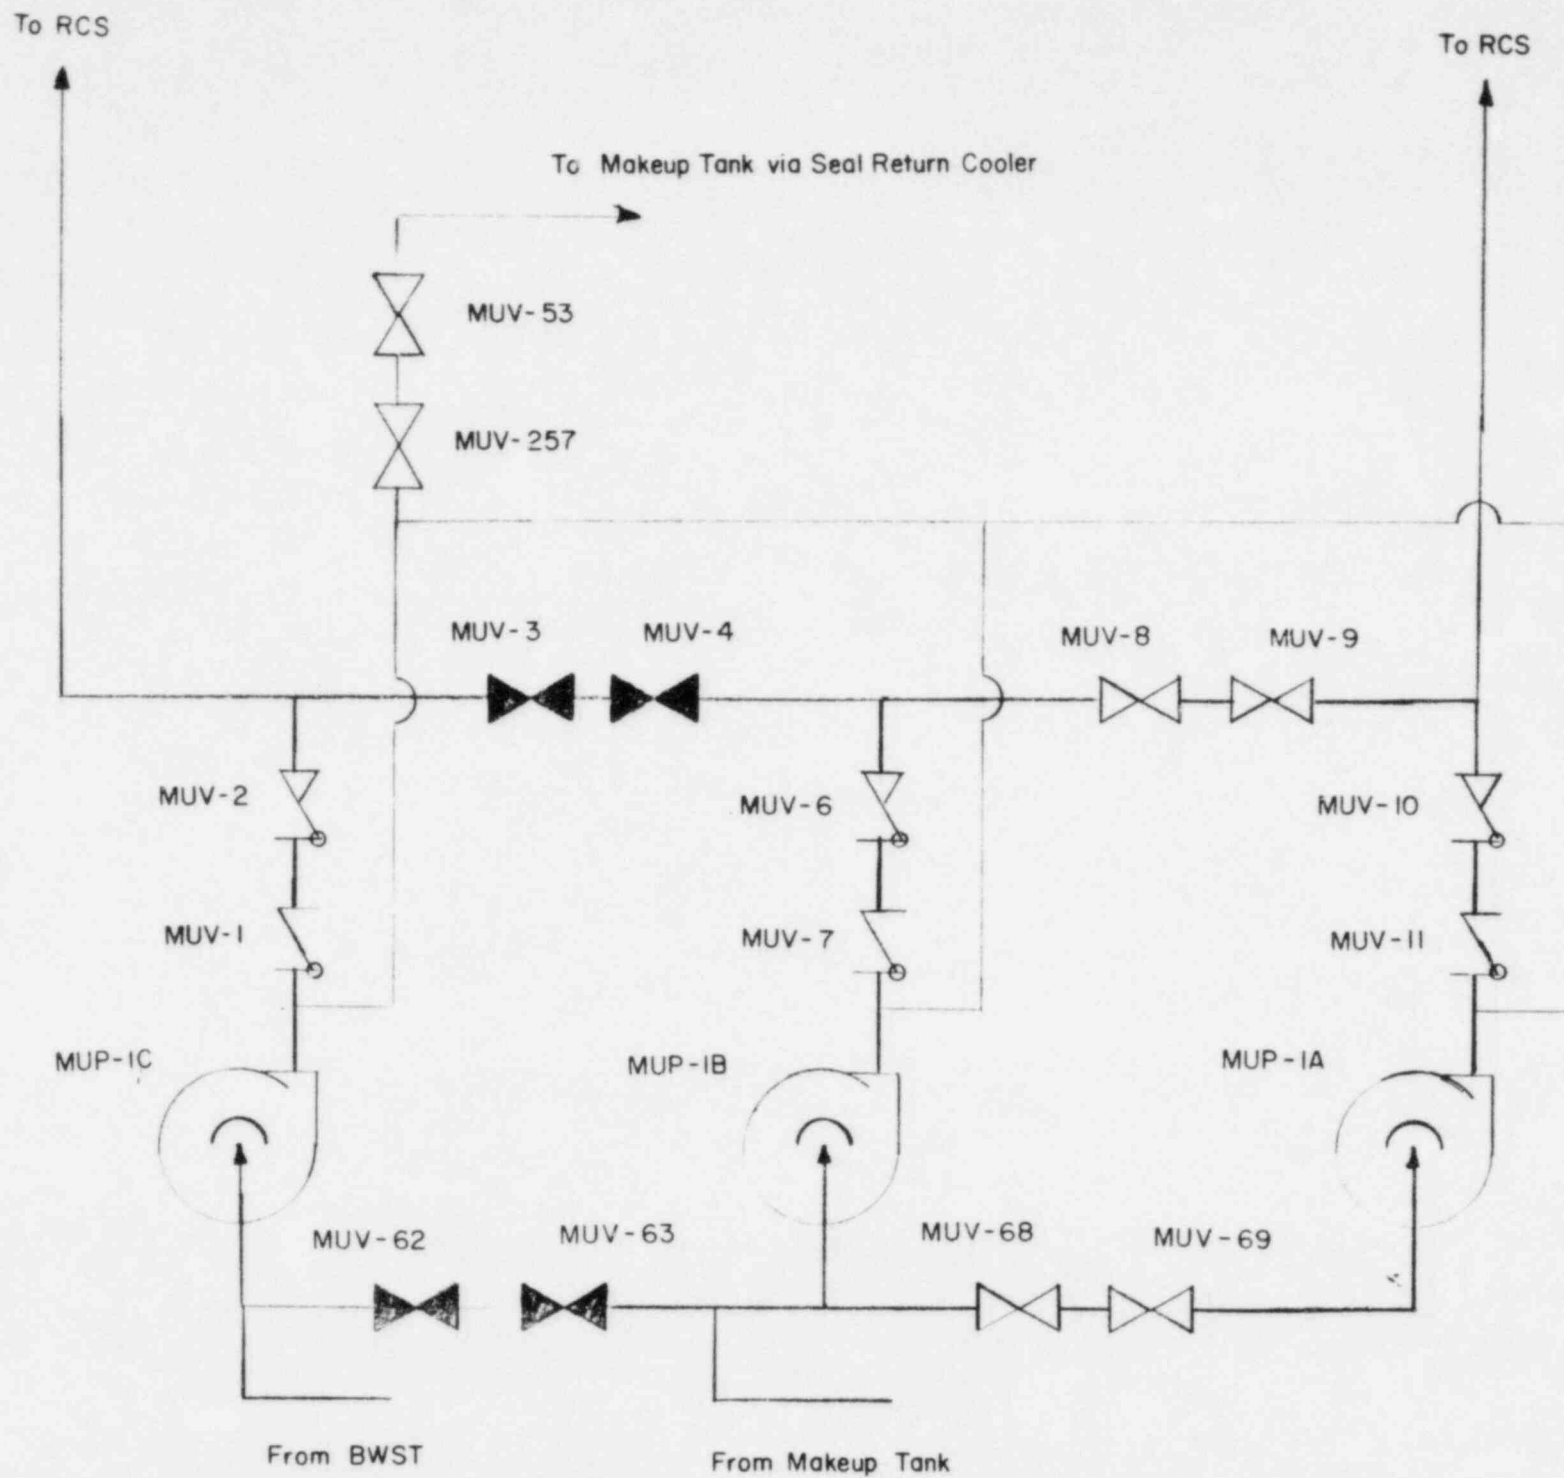 To RCS
To RCS
To Makeup Tank via Seal Return Cooler
MUV-53
MUV-257
MUV-3
MUV-4
MUV-8
MUV-9
MUV-2
MUV-6
MUV-10
MUV-1
MUV-7
MUV-11
MUP-1C
MUP-1B
MUP-1A
MUV-62
MUV-63
MUV-68
MUV-69
From BWST
From Makeup Tank